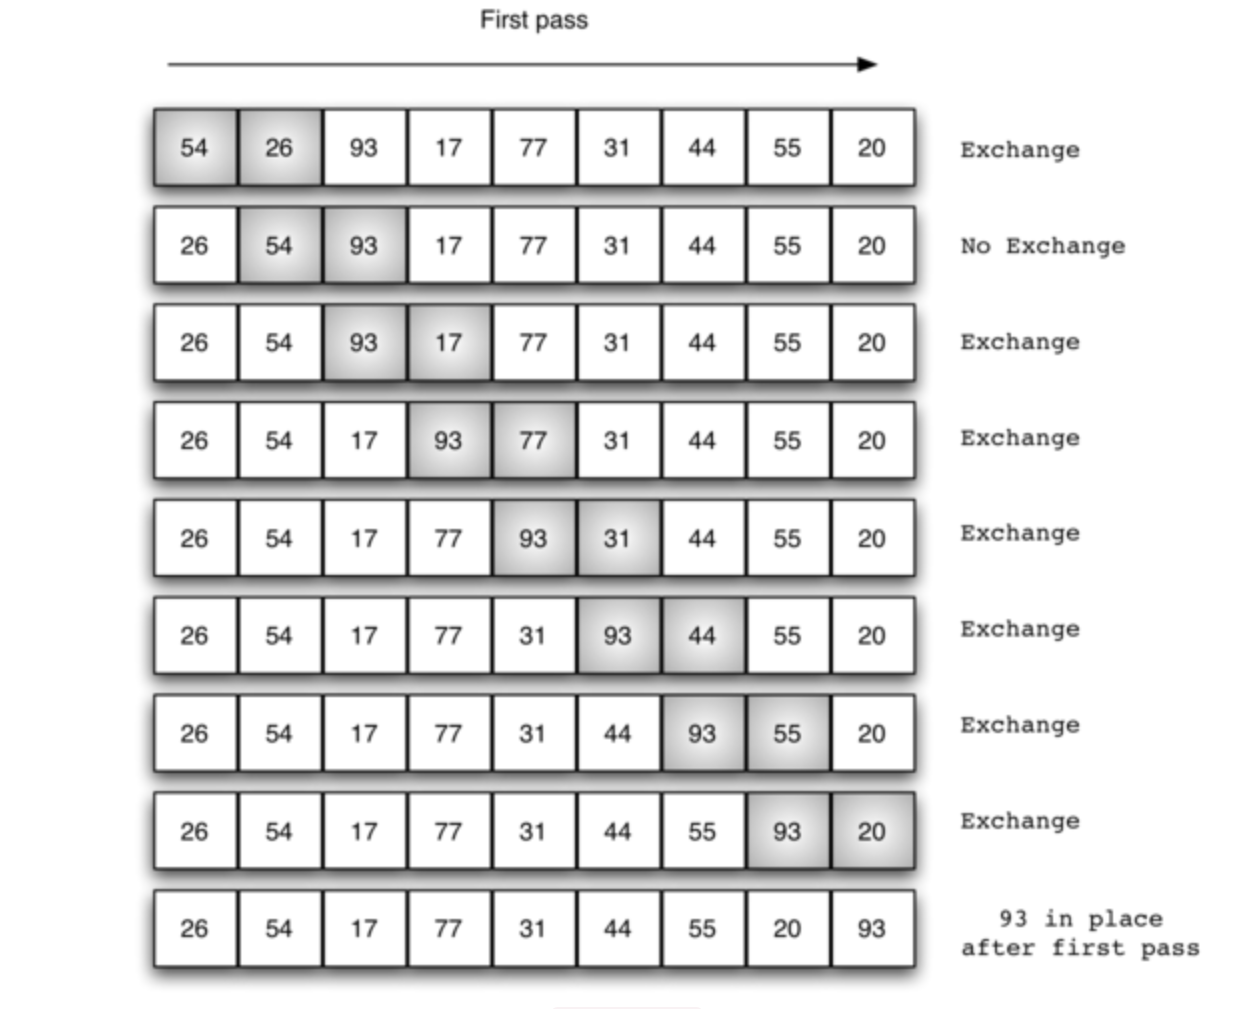 First pass
54 26 93 17 77 31 44 55 20 Exchange
26 54 93 17 77 31 44 55 20 No Exchange
26 54 93 17 77 31 44 55 20 Exchange
26 54 17 93 77 31 44 55 20 Exchange
26 54 17 77 93 31 44 55 20 Exchange
26 54 17 77 31 93 44 55 20 Exchange
26 54 17 77 31 44 93 55 20 Exchange
26 54 17 77 31 44 55 93 20 Exchange
26 54 17 77 31 44 55 20 93 93 in place
after first pass